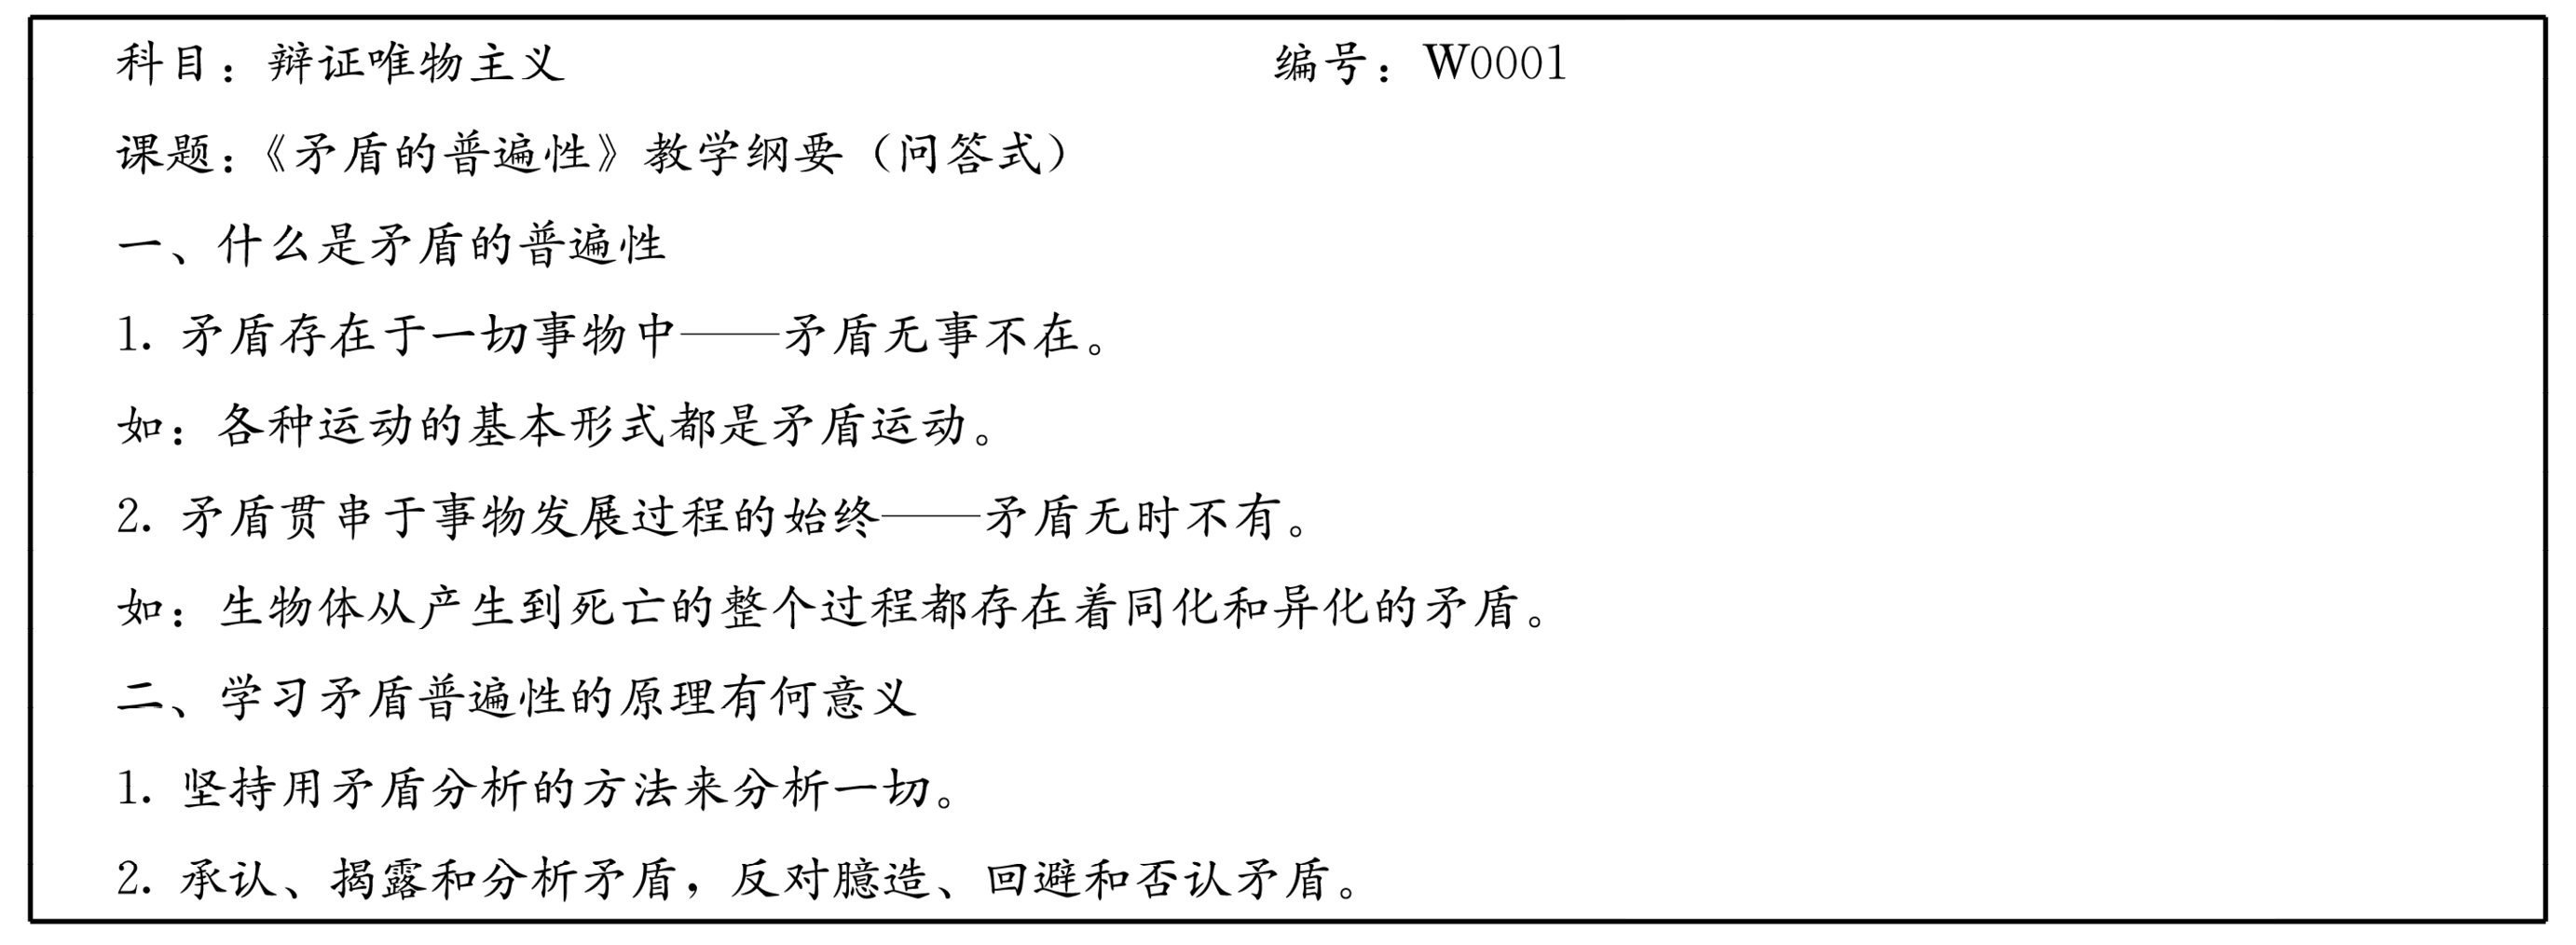 科目：辩证唯物主义 编号：W0001
课题：《矛盾的普遍性》教学纲要（问答式）
一、什么是矛盾的普遍性
1. 矛盾存在于一切事物中——矛盾无事不在。
如：各种运动的基本形式都是矛盾运动。
2. 矛盾贯串于事物发展过程的始终——矛盾无时不有。
如：生物体从产生到死亡的整个过程都存在着同化和异化的矛盾。
二、学习矛盾普遍性的原理有何意义
1. 坚持用矛盾分析的方法来分析一切。
2. 承认、揭露和分析矛盾，反对臆造、回避和否认矛盾。